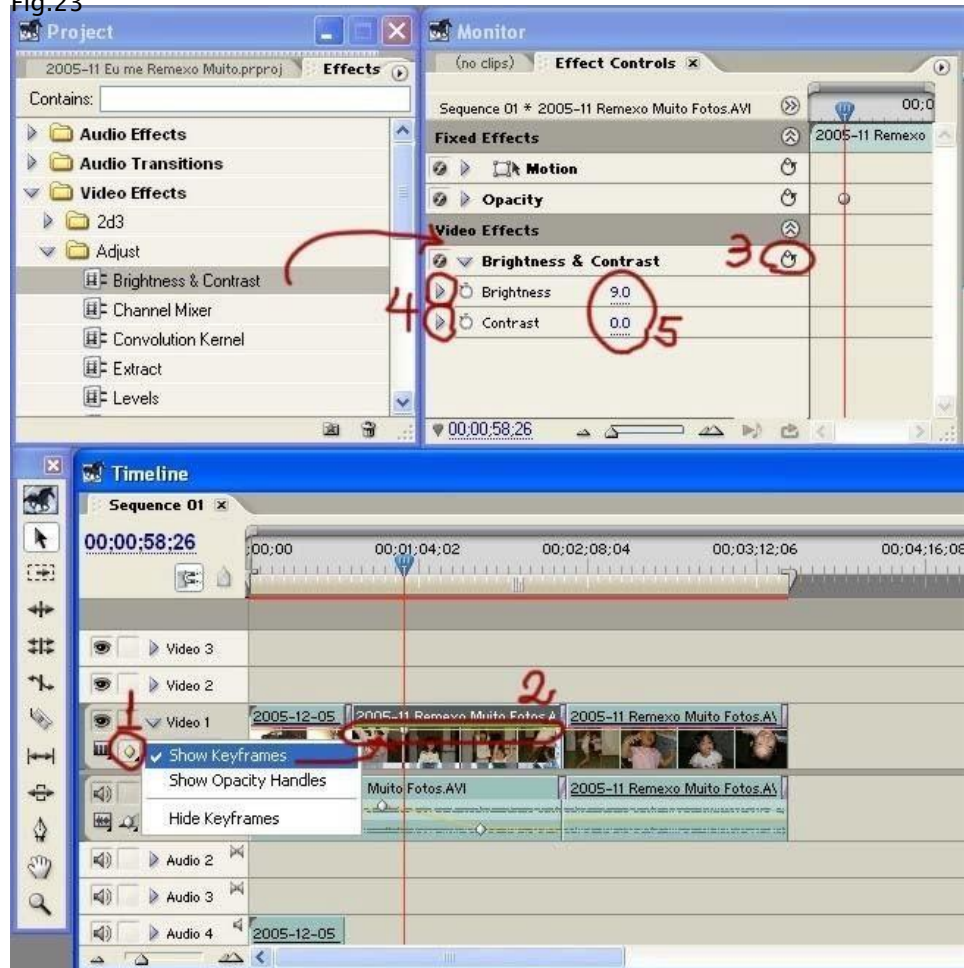 Fig.23
Project
2005-11 Eu me Remexo Muito.prproj Effects
Contains:
Audio Effects
Audio Transitions
Video Effects
2d3
Adjust
Brightness & Contrast
Channel Mixer
Convolution Kernel
Extract
Levels
Monitor
(no clips) Effect Controls
Sequence 01 * 2005-11 Remexo Muito Fotos.AVI
00;0
Fixed Effects
2005-11 Remexo
Motion
Opacity
Video Effects
Brightness & Contrast
3
4
Brightness 9.0
Contrast 0.0
5
00;00;58;26
Timeline
Sequence 01
00;00;58;26
;00;00 00;01;04;02 00;02;08;04 00;03;12;06 00;04;16;08
Video 3
Video 2
1
2
Video 1
2005-12-05 2005-11 Remexo Muito Fotos.A 2005-11 Remexo Muito Fotos.A\
Show Keyframes
Show Opacity Handles
Hide Keyframes
Muito Fotos.AVI 2005-11 Remexo Muito Fotos.A\
Audio 2
Audio 3
Audio 4 2005-12-05